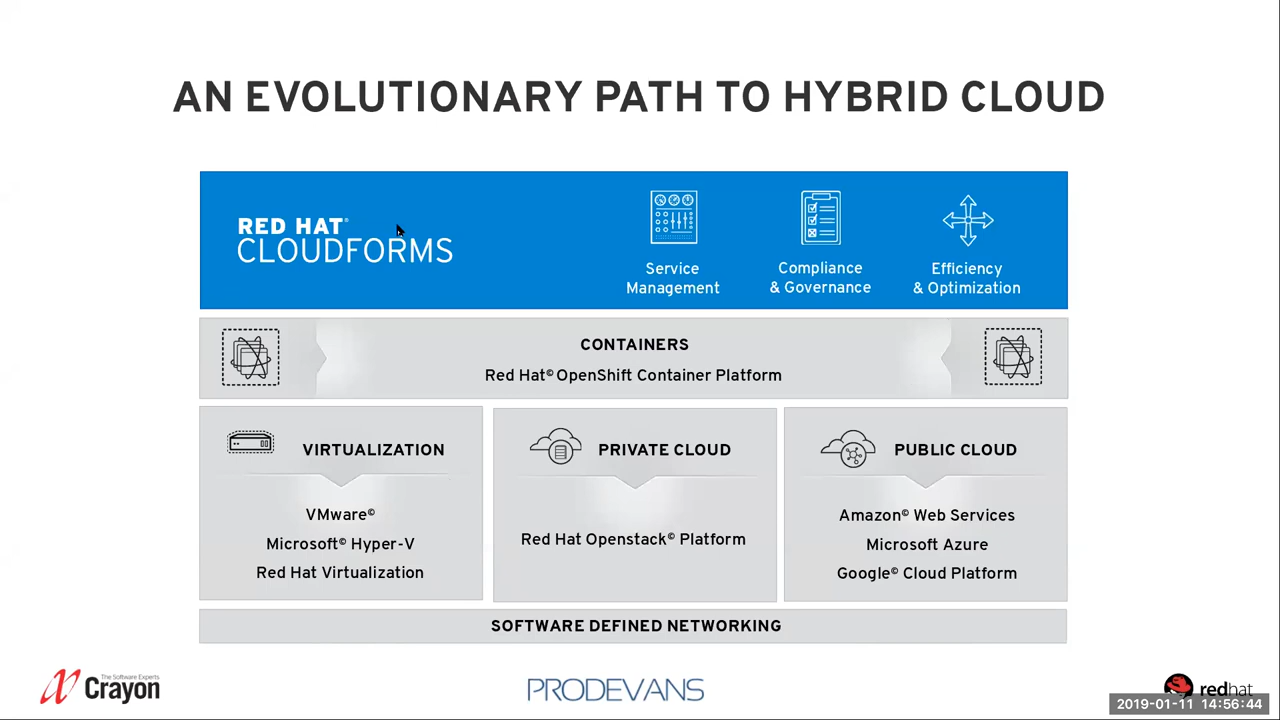 AN EVOLUTIONARY PATH TO HYBRID CLOUD
RED HAT®
CLOUDFORMS
Service
Management
Compliance
& Governance
Efficiency
& Optimization
CONTAINERS
Red Hat© OpenShift Container Platform
VIRTUALIZATION
VMware©
Microsoft© Hyper-V
Red Hat Virtualization
PRIVATE CLOUD
Red Hat Openstack© Platform
PUBLIC CLOUD
Amazon© Web Services
Microsoft Azure
Google© Cloud Platform
SOFTWARE DEFINED NETWORKING
The Software Experts
Crayon
PRODEVANS
redhat
2019-01-11 14:56:44